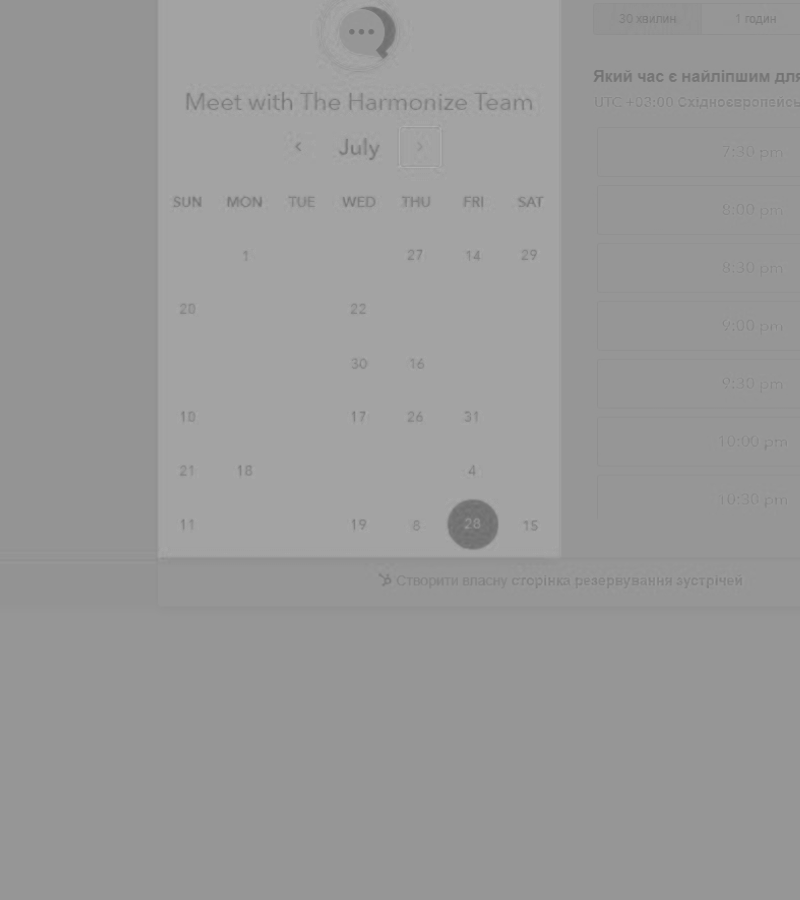 30 хвилин 1 годин
Meet with The Harmonize Team
Який час є найліпшим для
UTC +03:00 Східноєвропейсь
July
SUN MON TUE WED THU FRI SAT
1 27 14 29
20 22
30 16
10 17 26 31
21 18 4
11 19 8 28 15
7:30 pm
8:00 pm
8:30 pm
9:00 pm
9:30 pm
10:00 pm
10:30 pm
Створити власну сторінка резервування зустрічей